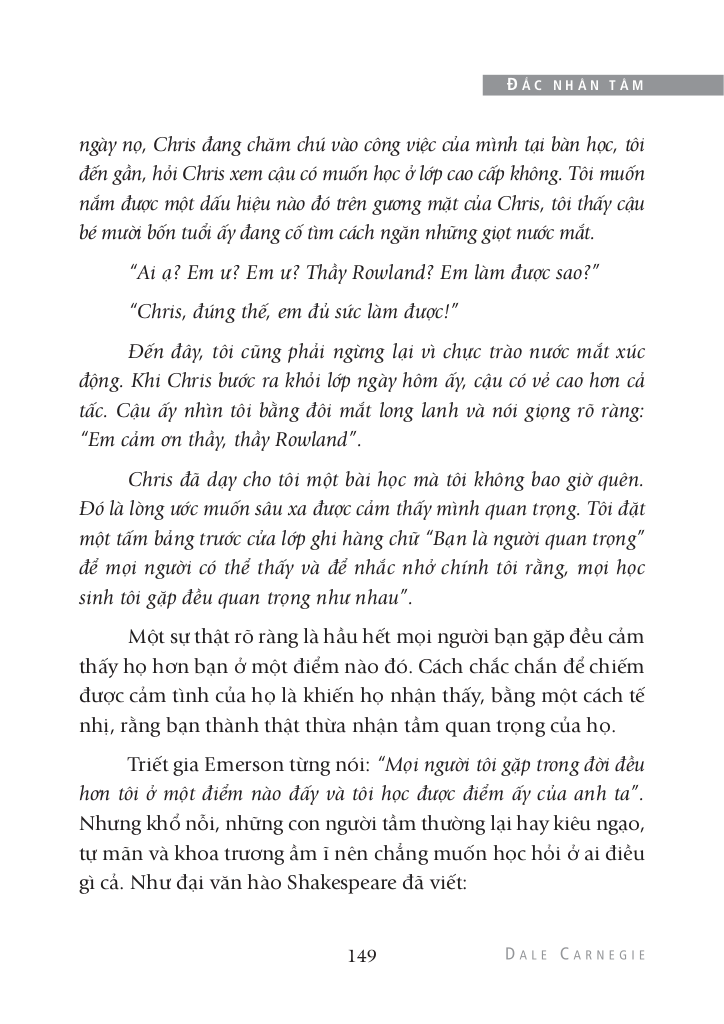 ĐẮC NHÂN TÂM
ngày nọ, Chris đang chăm chú vào công việc của mình tại bàn học, tôi
đến gần, hỏi Chris xem cậu có muốn học ở lớp cao cấp không. Tôi muốn
nắm được một dấu hiệu nào đó trên gương mặt của Chris, tôi thấy cậu
bé mười bốn tuổi ấy đang cố tìm cách ngăn những giọt nước mắt.
“Ai ạ? Em ư? Em ư? Thầy Rowland? Em làm được sao?”
“Chris, đúng thế, em đủ sức làm được!”
Đến đây, tôi cũng phải ngừng lại vì chực trào nước mắt xúc
động. Khi Chris bước ra khỏi lớp ngày hôm ấy, cậu có vẻ cao hơn cả
tấc. Cậu ấy nhìn tôi bằng đôi mắt long lanh và nói giọng rõ ràng:
“Em cảm ơn thầy, thầy Rowland”.
Chris đã dạy cho tôi một bài học mà tôi không bao giờ quên.
Đó là lòng ước muốn sâu xa được cảm thấy mình quan trọng. Tôi đặt
một tấm bảng trước cửa lớp ghi hàng chữ “Bạn là người quan trọng”
để mọi người có thể thấy và để nhắc nhở chính tôi rằng, mọi học
sinh tôi gặp đều quan trọng như nhau”.
Một sự thật rõ ràng là hầu hết mọi người bạn gặp đều cảm
thấy họ hơn bạn ở một điểm nào đó. Cách chắc chắn để chiếm
được cảm tình của họ là khiến họ nhận thấy, bằng một cách tế
nhị, rằng bạn thành thật thừa nhận tầm quan trọng của họ.
Triết gia Emerson từng nói: “Mọi người tôi gặp trong đời đều
hơn tôi ở một điểm nào đấy và tôi học được điểm ấy của anh ta”.
Nhưng khổ nỗi, những con người tầm thường lại hay kiêu ngạo,
tự mãn và khoa trương ầm ĩ nên chẳng muốn học hỏi ở ai điều
gì cả. Như đại văn hào Shakespeare đã viết:
149
DALE CARNEGIE